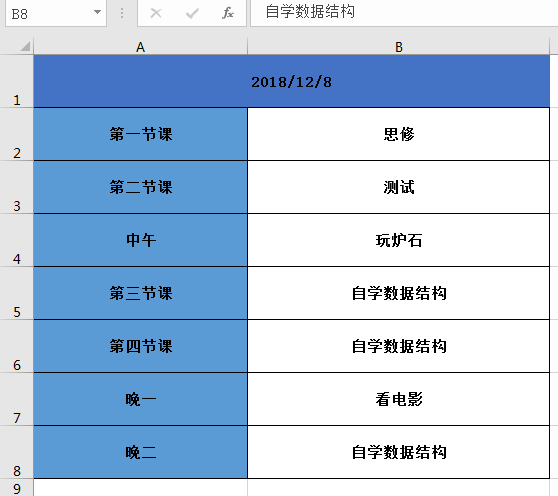 B8 fx 自学数据结构
A B
1 2018/12/8
2 第一节课 思修
3 第二节课 测试
4 中午 玩炉石
5 第三节课 自学数据结构
6 第四节课 自学数据结构
7 晚一 看电影
8 晚二 自学数据结构
9